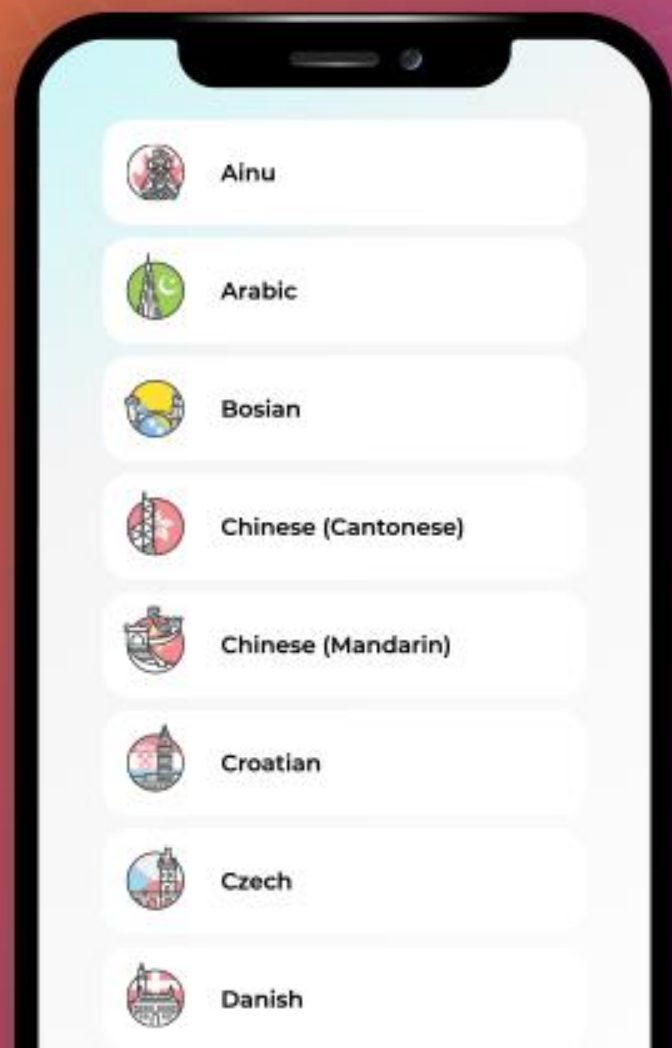 Ainu
Arabic
Bosian
Chinese (Cantonese)
Chinese (Mandarin)
Croatian
Czech
Danish